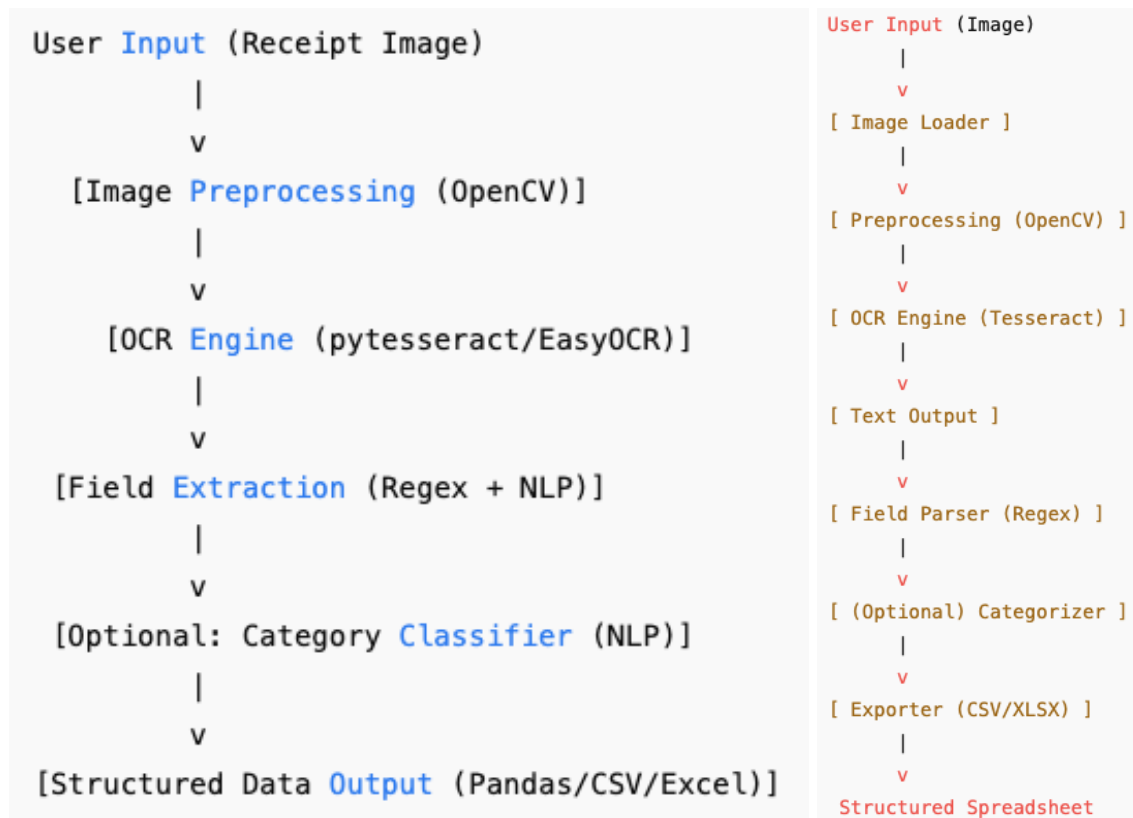 User Input (Receipt Image)
|
v
[Image Preprocessing (OpenCV)]
|
v
[OCR Engine (pytesseract/EasyOCR)]
|
v
[Field Extraction (Regex + NLP)]
|
v
[Optional: Category Classifier (NLP)]
|
v
[Structured Data Output (Pandas/CSV/Excel)]
User Input (Image)
|
v
[ Image Loader ]
|
v
[ Preprocessing (OpenCV) ]
|
v
[ OCR Engine (Tesseract) ]
|
v
[ Text Output ]
|
v
[ Field Parser (Regex) ]
|
v
[ (Optional) Categorizer ]
|
v
[ Exporter (CSV/XLSX) ]
|
v
Structured Spreadsheet